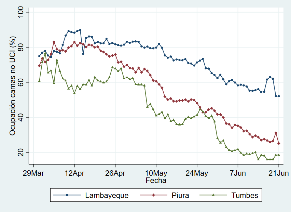 Ocupación camas no UCI (%)
100
80
60
40
20
29Mar 12Apr 26Apr 10May 24May 7Jun 21Jun
Fecha
Lambayeque Piura Tumbes